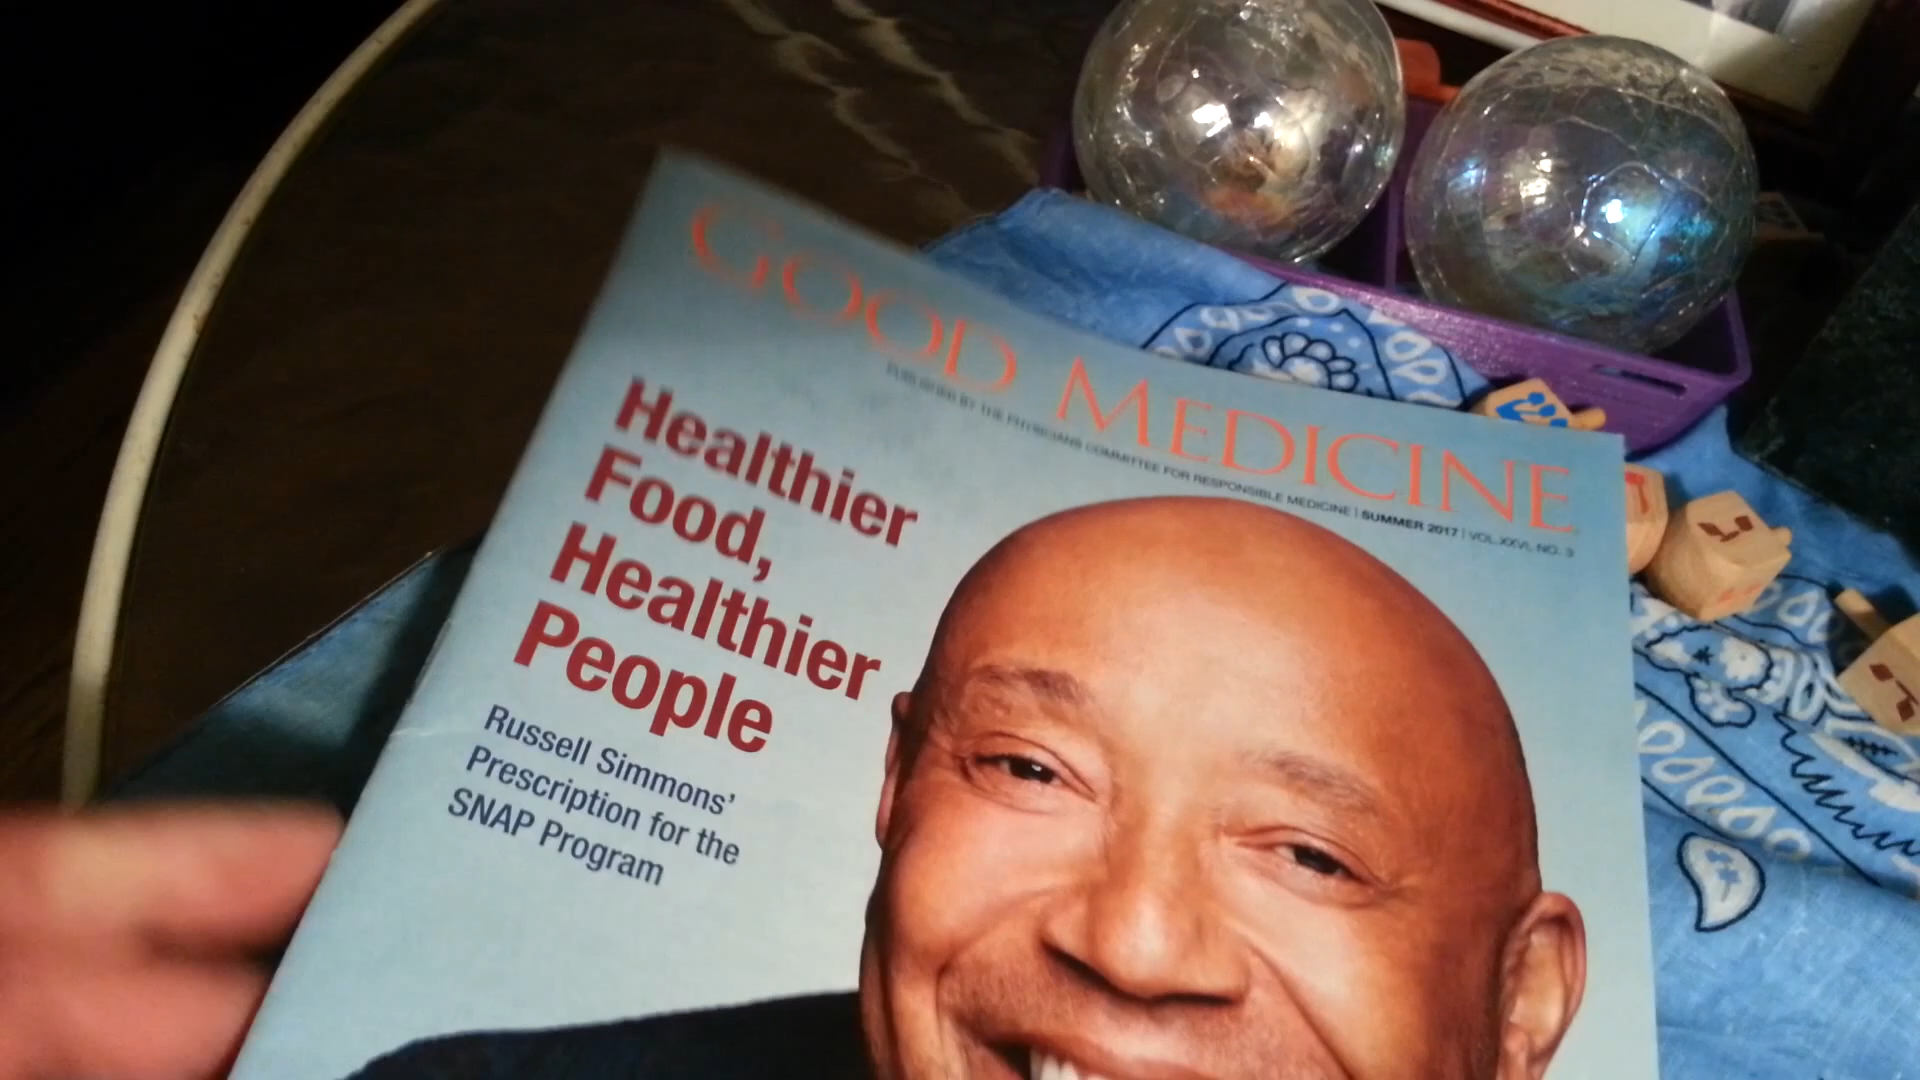 GOOD MEDICINE
PUBLISHED BY THE PHYSICIANS COMMITTEE FOR RESPONSIBLE MEDICINE | SUMMER 2017 | VOL.XXVI, NO. 3
Healthier
Food,
Healthier
People
Russell Simmons’
Prescription for the
SNAP Program